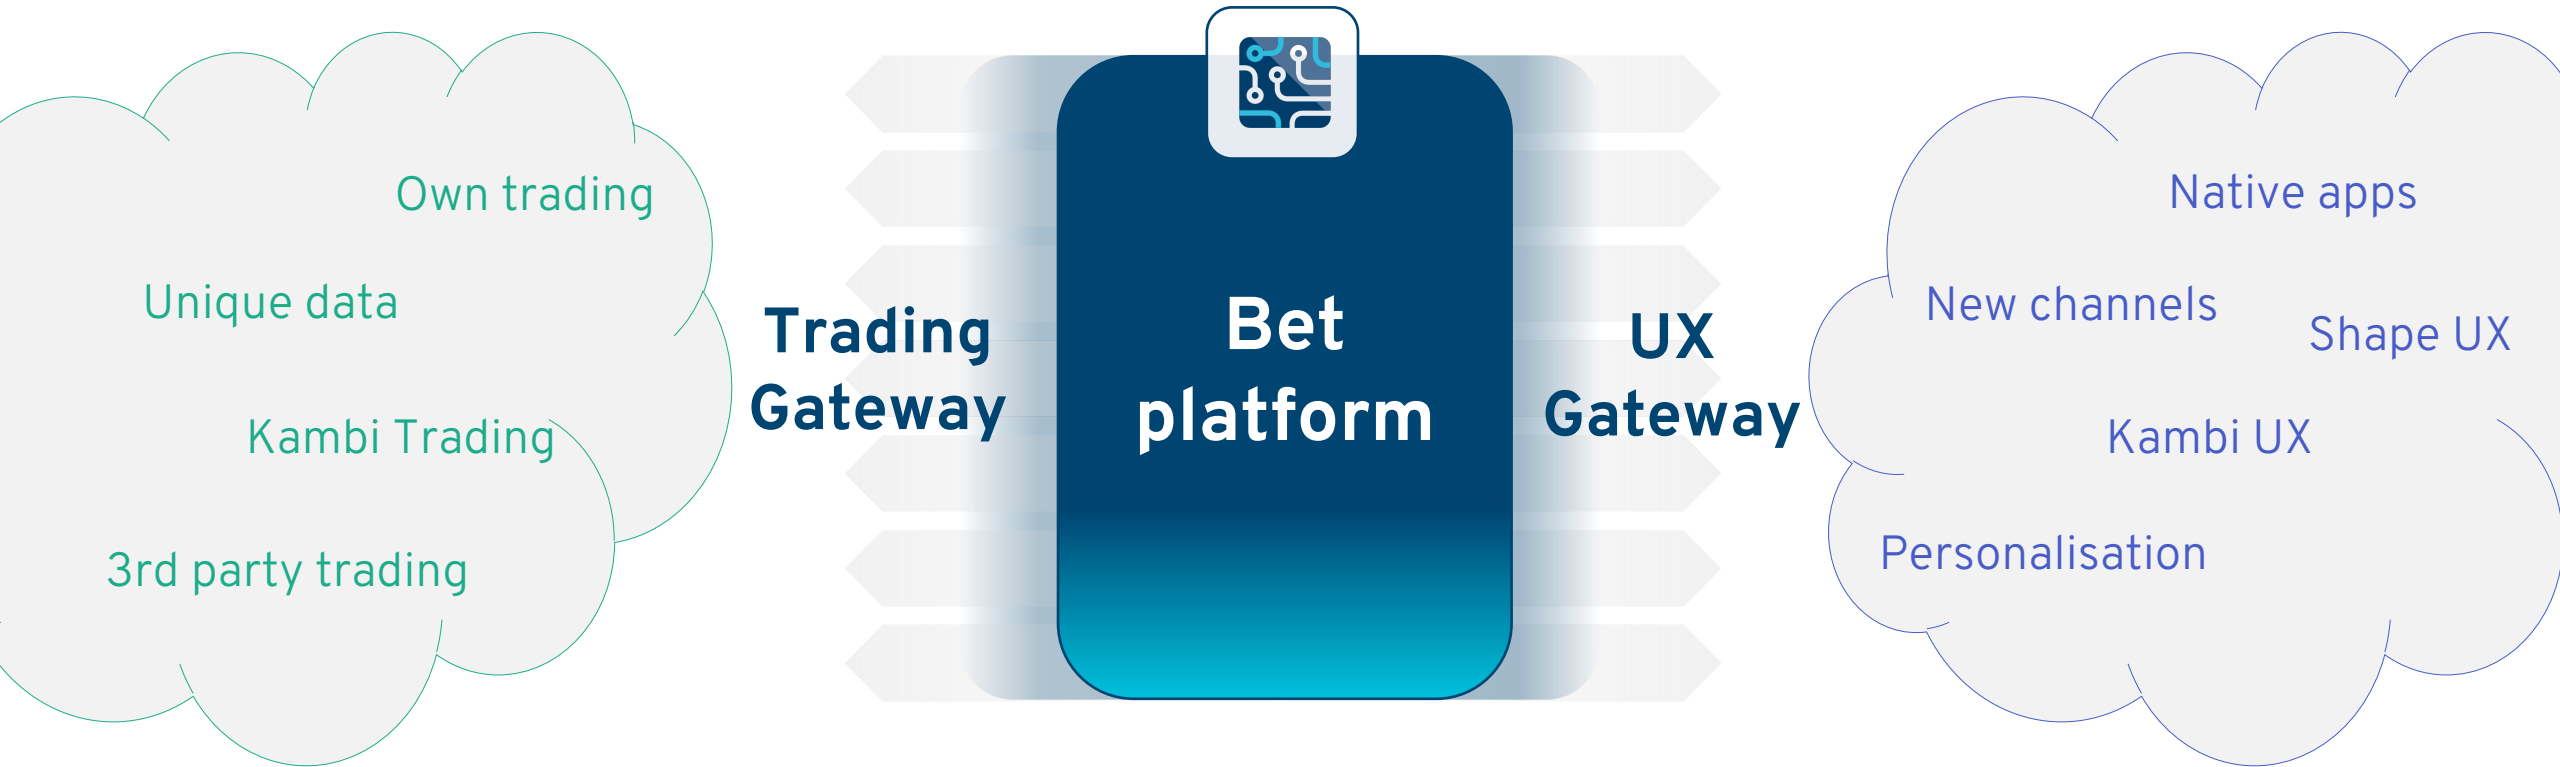 Own trading
Unique data
Kambi Trading
3rd party trading
Trading
Gateway
Bet
platform
UX
Gateway
Native apps
New channels
Shape UX
Kambi UX
Personalisation